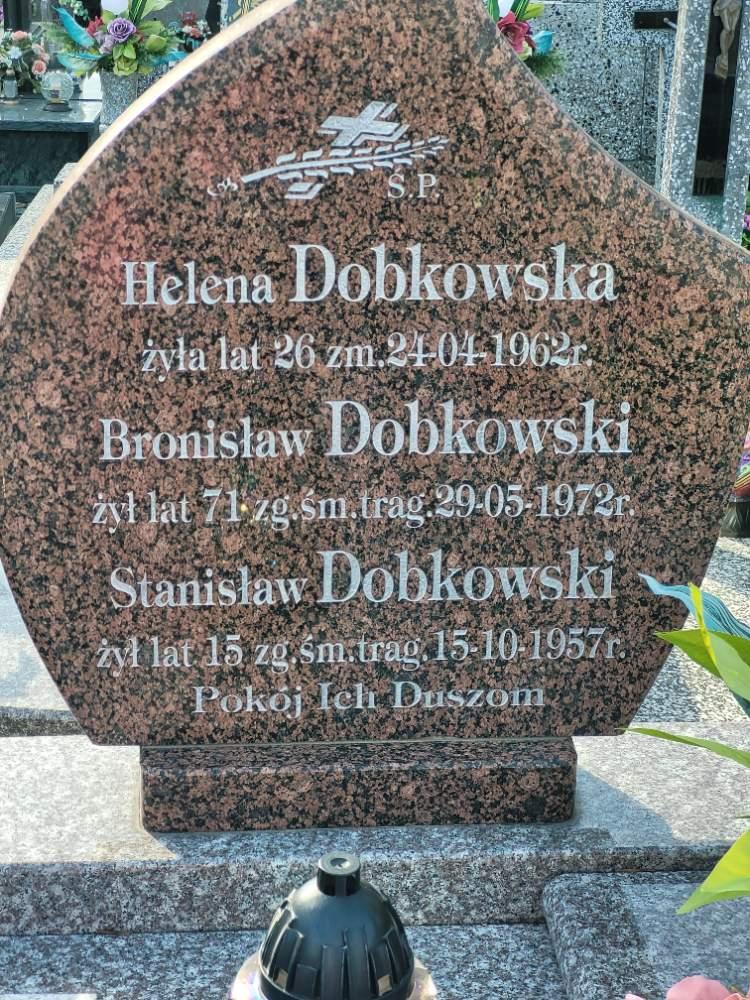 Ś.P.
Helena Dobkowska
żyła lat 26 zm.24-04-1962r.
Bronisław Dobkowski
żył lat 71 zg.śm.trag.29-05-1972r.
Stanisław Dobkowski
żył lat 15 zg.śm.trag.15-10-1957r.
Pokój Ich Duszom